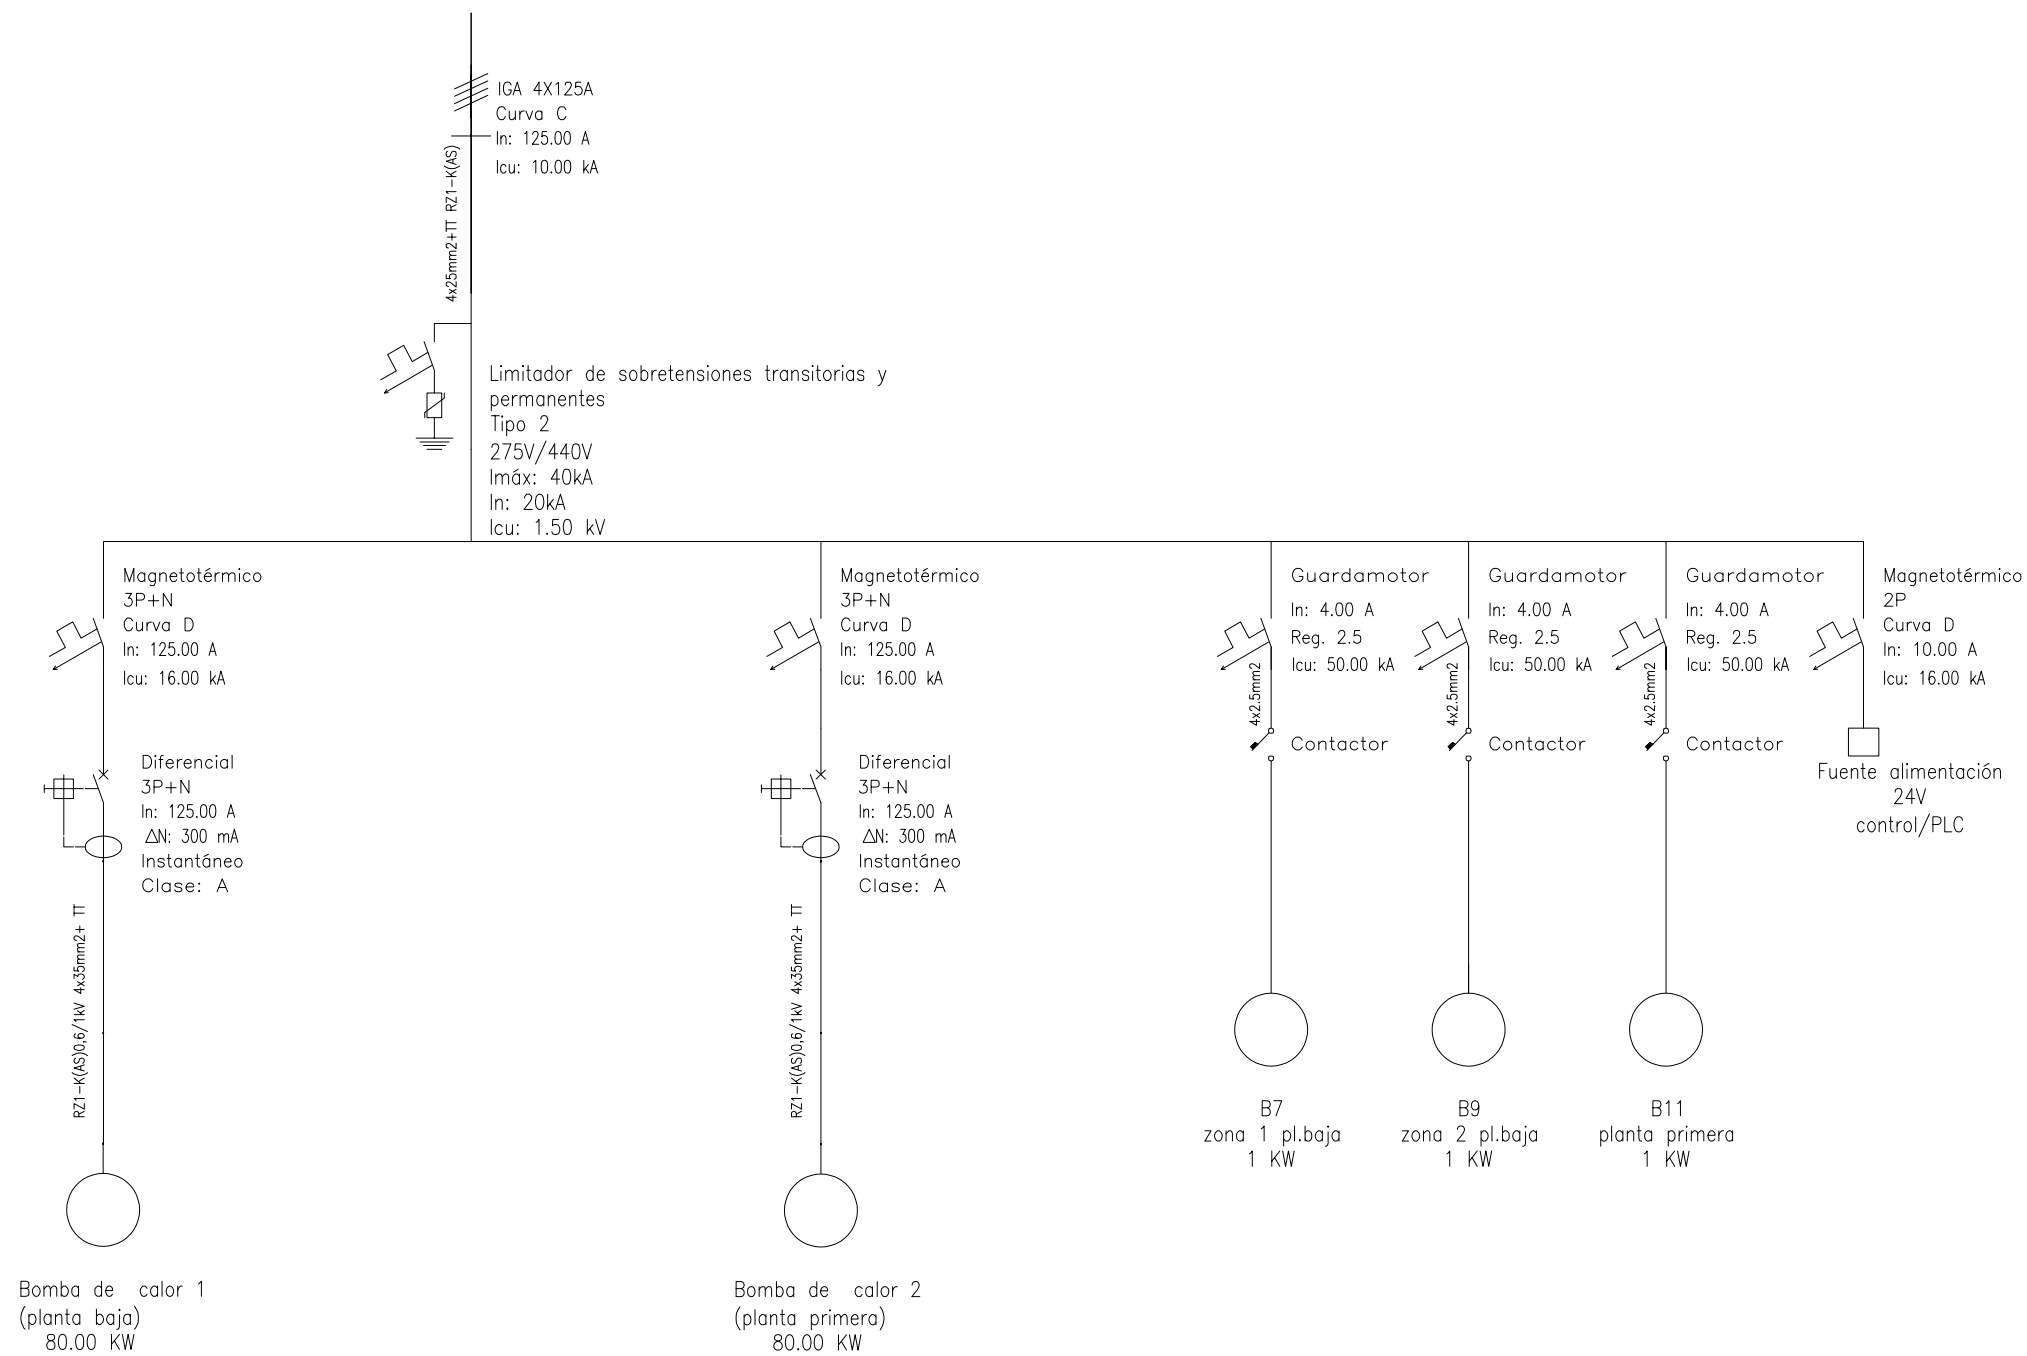 IGA 4X125A
Curva C
In: 125.00 A
Icu: 10.00 kA
4x25mm2+TT RZ1-K(AS)
Limitador de sobretensiones transitorias y
permanentes
Tipo 2
275V/440V
Imáx: 40kA
In: 20kA
Icu: 1.50 kV
Magnetotérmico
3P+N
Curva D
In: 125.00 A
Icu: 16.00 kA
Diferencial
3P+N
In: 125.00 A
ΔN: 300 mA
Instantáneo
Clase: A
RZ1-K(AS)0,6/1kV 4x35mm2+ TT
Bomba de calor 1
(planta baja)
80.00 KW
Magnetotérmico
3P+N
Curva D
In: 125.00 A
Icu: 16.00 kA
Diferencial
3P+N
In: 125.00 A
ΔN: 300 mA
Instantáneo
Clase: A
RZ1-K(AS)0,6/1kV 4x35mm2+ TT
Bomba de calor 2
(planta primera)
80.00 KW
Guardamotor
In: 4.00 A
Reg. 2.5
Icu: 50.00 kA
4x2.5mm2
Contactor
B7
zona 1 pl.baja
1 KW
Guardamotor
In: 4.00 A
Reg. 2.5
Icu: 50.00 kA
4x2.5mm2
Contactor
B9
zona 2 pl.baja
1 KW
Guardamotor
In: 4.00 A
Reg. 2.5
Icu: 50.00 kA
4x2.5mm2
Contactor
B11
planta primera
1 KW
Magnetotérmico
2P
Curva D
In: 10.00 A
Icu: 16.00 kA
Fuente alimentación
24V
control/PLC